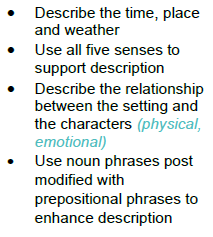 • Describe the time, place
and weather
• Use all five senses to
support description
• Describe the relationship
between the setting and
the characters (physical,
emotional)
• Use noun phrases post
modified with
prepositional phrases to
enhance description